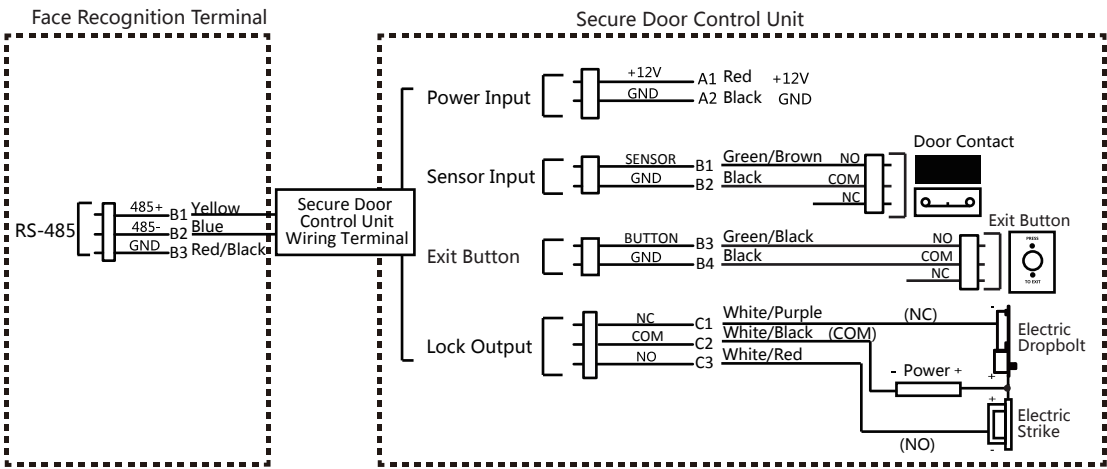 Face Recognition Terminal
Secure Door Control Unit
RS-485
485+ B1 Yellow
485- B2 Blue
GND B3 Red/Black
Secure Door
Control Unit
Wiring Terminal
Power Input
+12V A1 Red +12V
GND A2 Black GND
Sensor Input
SENSOR B1 Green/Brown NO
GND B2 Black COM
NC
Door Contact
Exit Button
BUTTON B3 Green/Black NO
GND B4 Black COM
NC
Exit Button
PRESS
TO EXIT
Lock Output
NC C1 White/Purple (NC)
COM C2 White/Black (COM)
NO C3 White/Red
- Power +
-
Electric
Dropbolt
+
+
Electric
Strike
-
(NO)